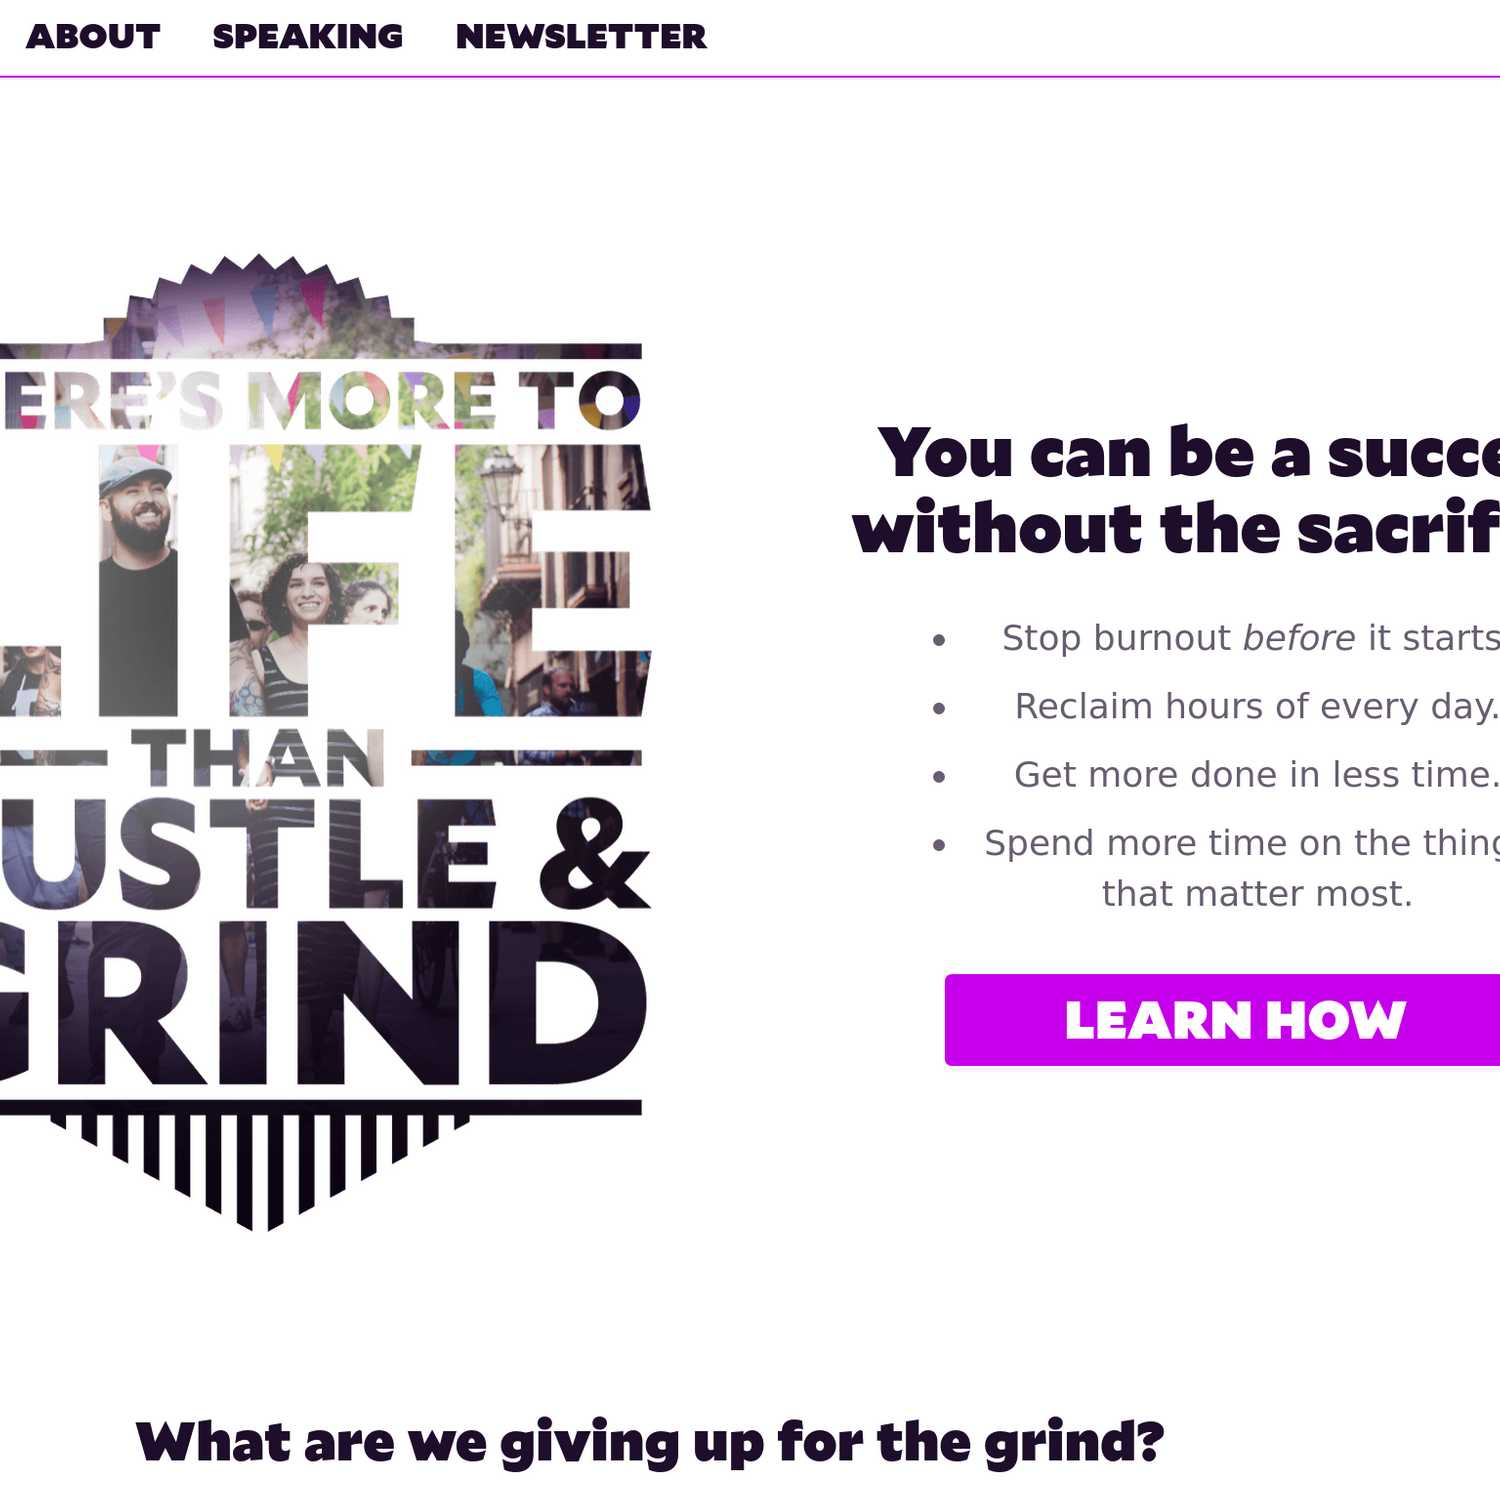 ABOUT SPEAKING NEWSLETTER
ERE'S MORE TO
LIFE
THAN
USTLE &
GRIND
You can be a succe
without the sacrif
Stop burnout before it starts
Reclaim hours of every day.
Get more done in less time.
Spend more time on the thing
that matter most.
LEARN HOW
What are we giving up for the grind?